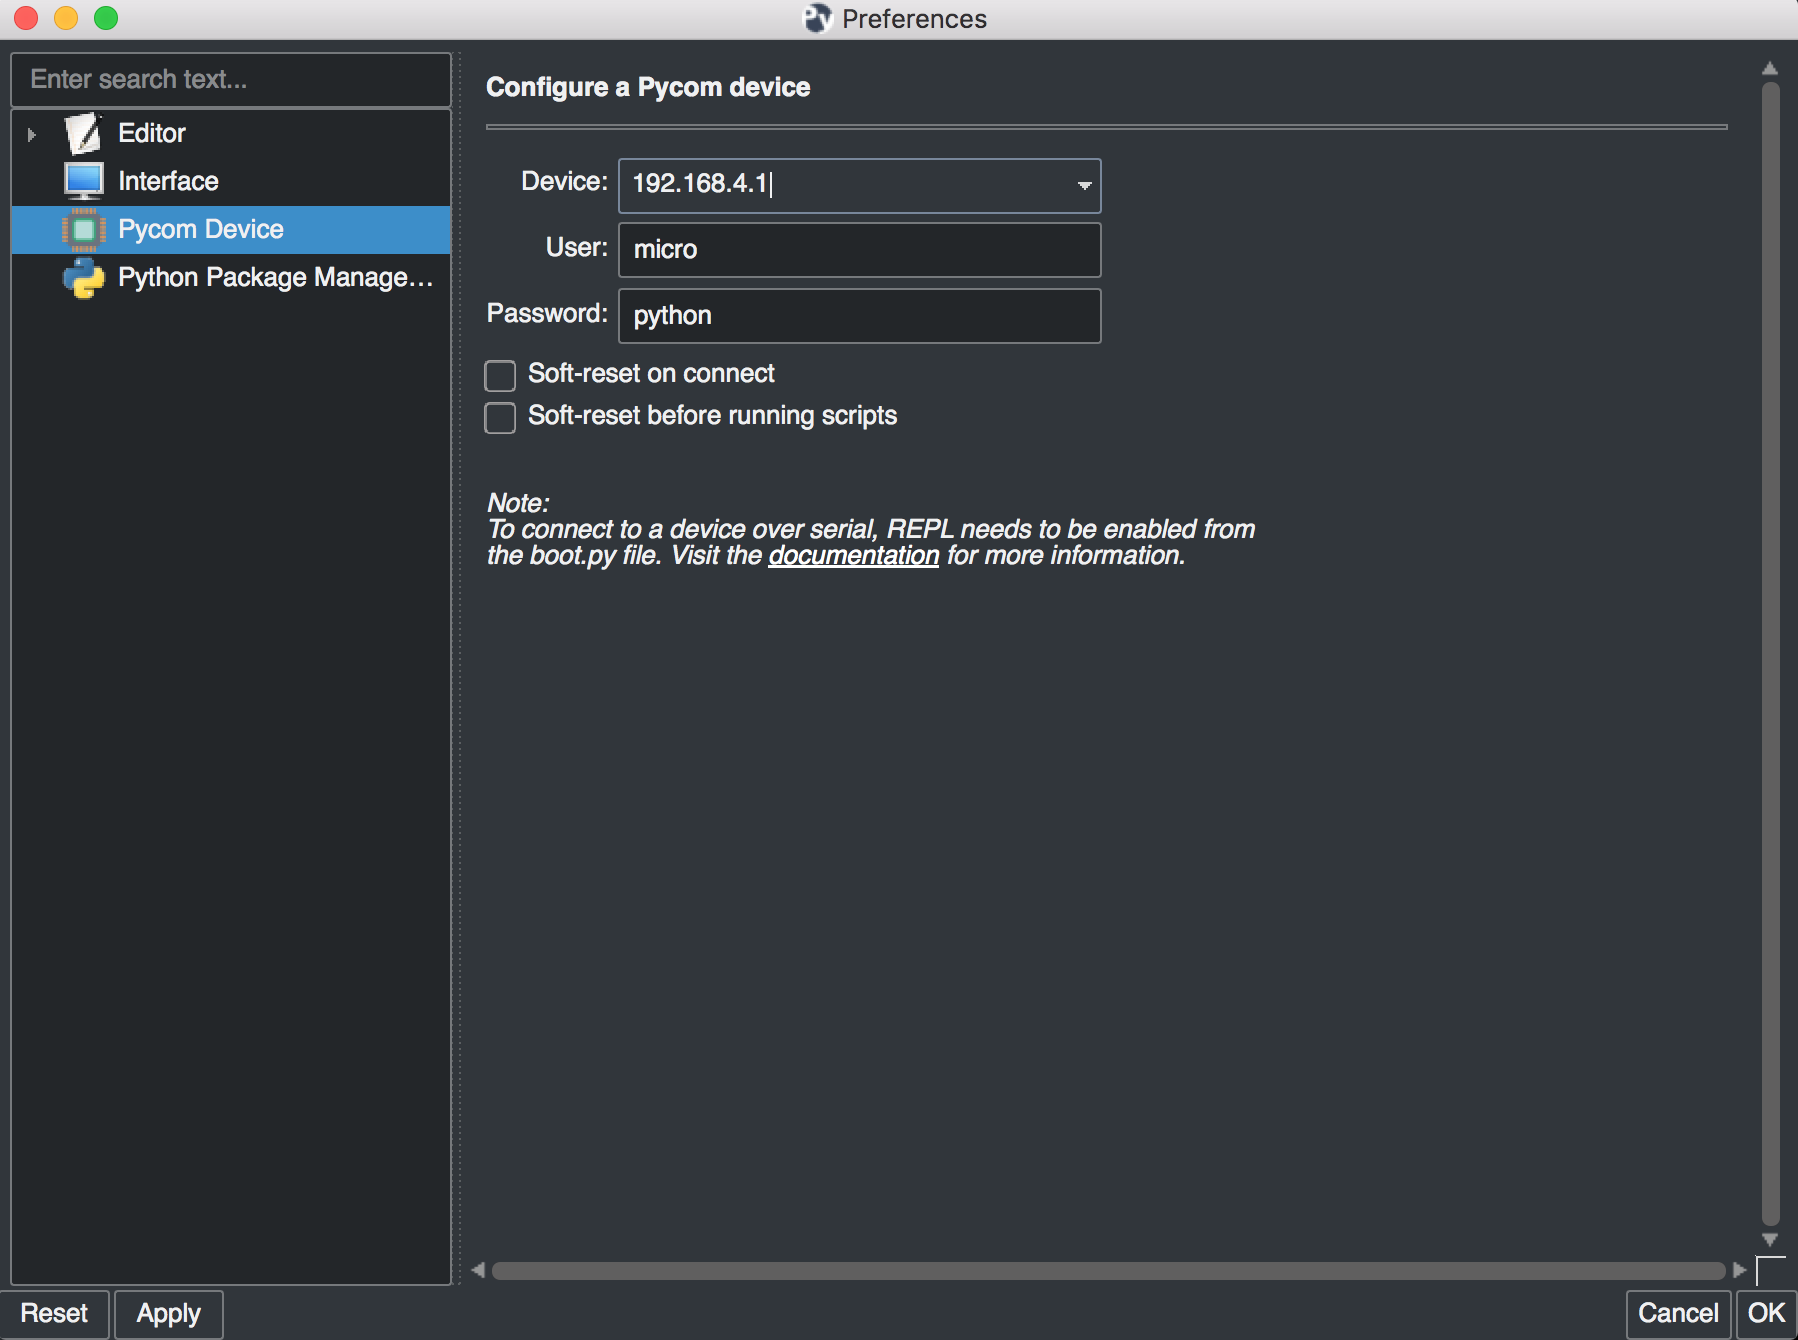 Preferences
Enter search text...
Editor
Interface
Pycom Device
Python Package Manage...
Configure a Pycom device
Device: 192.168.4.1
User: micro
Password: python
Soft-reset on connect
Soft-reset before running scripts
Note:
To connect to a device over serial, REPL needs to be enabled from
the boot.py file. Visit the documentation for more information.
Reset Apply Cancel OK